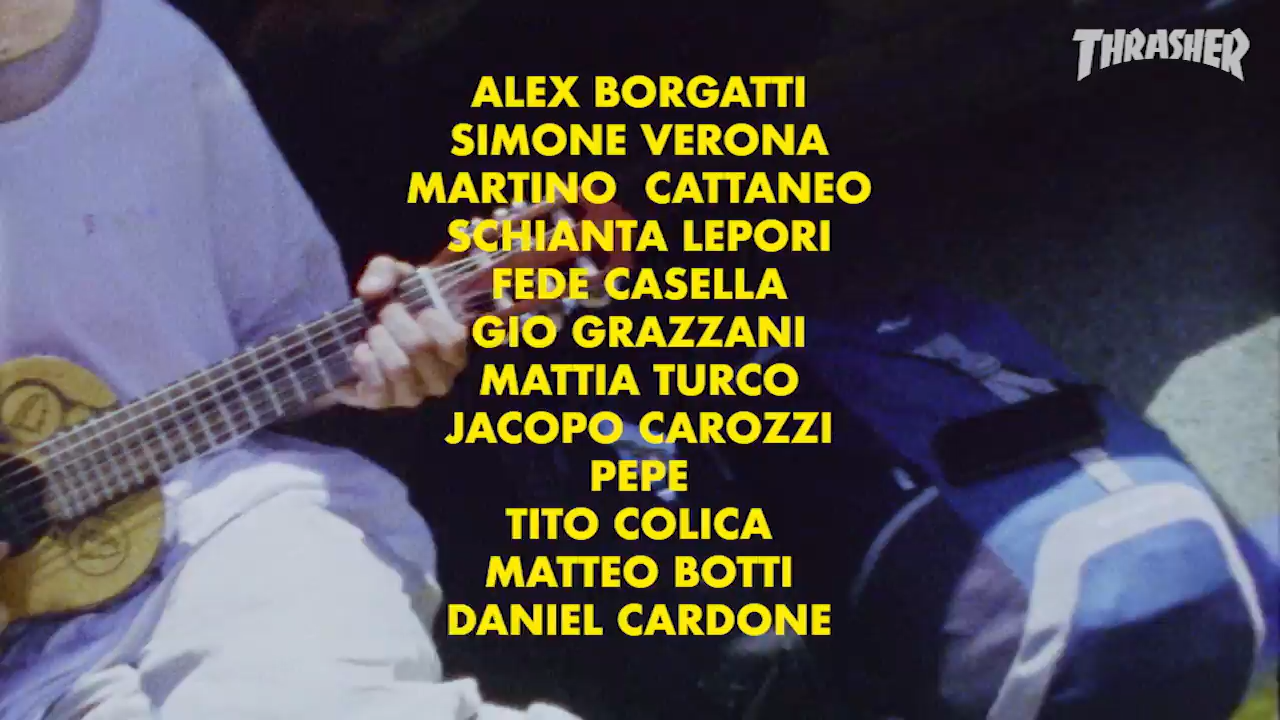 THRASHER
ALEX BORGATTI
SIMONE VERONA
MARTINO  CATTANEO
SCHIANTA LEPORI
FEDE CASELLA
GIO GRAZZANI
MATTIA TURCO
JACOPO CAROZZI
PEPE
TITO COLICA
MATTEO BOTTI
DANIEL CARDONE